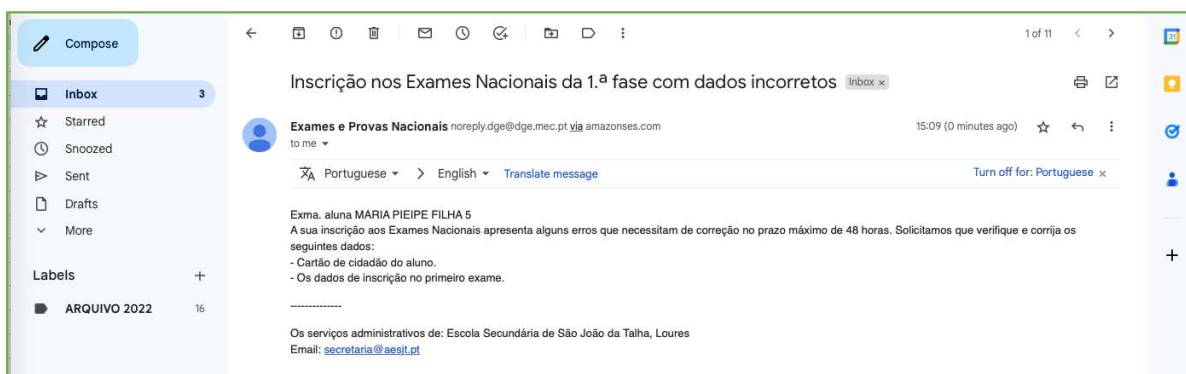 Compose
1 of 11
Inbox 3
Starred
Snoozed
Sent
Drafts
More
Labels +
ARQUIVO 2022 16
Inscrição nos Exames Nacionais da 1.ª fase com dados incorretos Inbox ×
Exames e Provas Nacionais noreply.dge@dge.mec.pt via amazonses.com 15:09 (0 minutes ago)
to me
Portuguese > English Translate message Turn off for: Portuguese ×
Exma. aluna MARIA PIEIPE FILHA 5
A sua inscrição aos Exames Nacionais apresenta alguns erros que necessitam de correção no prazo máximo de 48 horas. Solicitamos que verifique e corrija os
seguintes dados:
- Cartão de cidadão do aluno.
- Os dados de inscrição no primeiro exame.
--------------
Os serviços administrativos de: Escola Secundária de São João da Talha, Loures
Email: secretaria@aesjt.pt
31